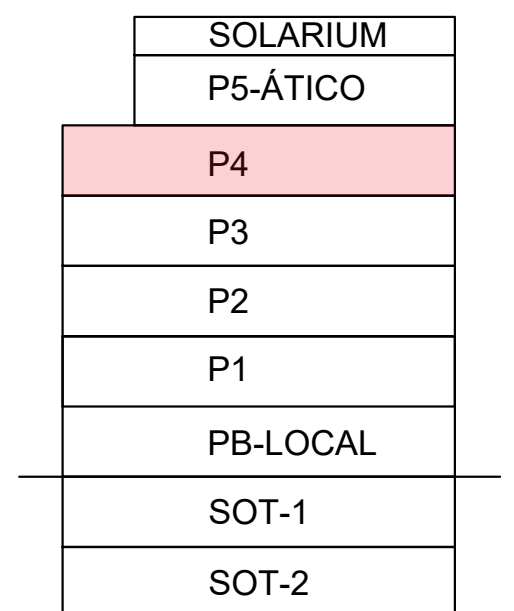 SOLARIUM
P5-ÁTICO
P4
P3
P2
P1
PB-LOCAL
SOT-1
SOT-2